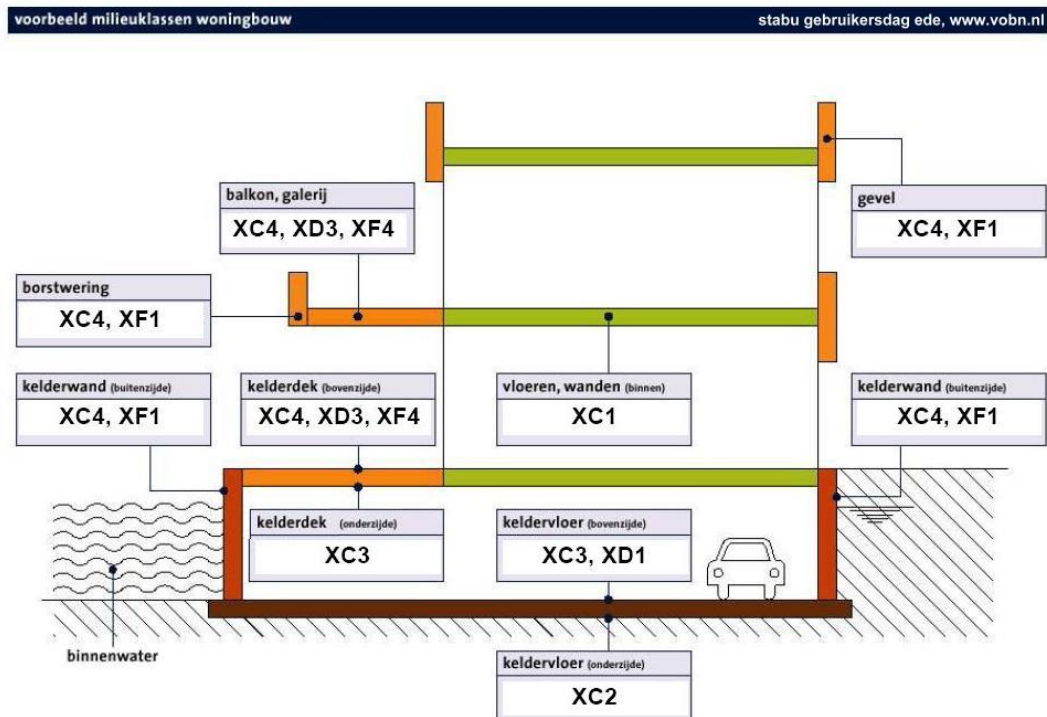 voorbeeld milieuklassen woningbouw
stabu gebruikersdag ede, www.vobn.nl
balkon, galerij
XC4, XD3, XF4
gevel
XC4, XF1
borstwering
XC4, XF1
kelderwand (buitenzijde)
XC4, XF1
kelderdek (bovenzijde)
XC4, XD3, XF4
vloeren, wanden (binnen)
XC1
kelderwand (buitenzijde)
XC4, XF1
kelderdek (onderzijde)
XC3
keldervloer (bovenzijde)
XC3, XD1
binnenwater
keldervloer (onderzijde)
XC2